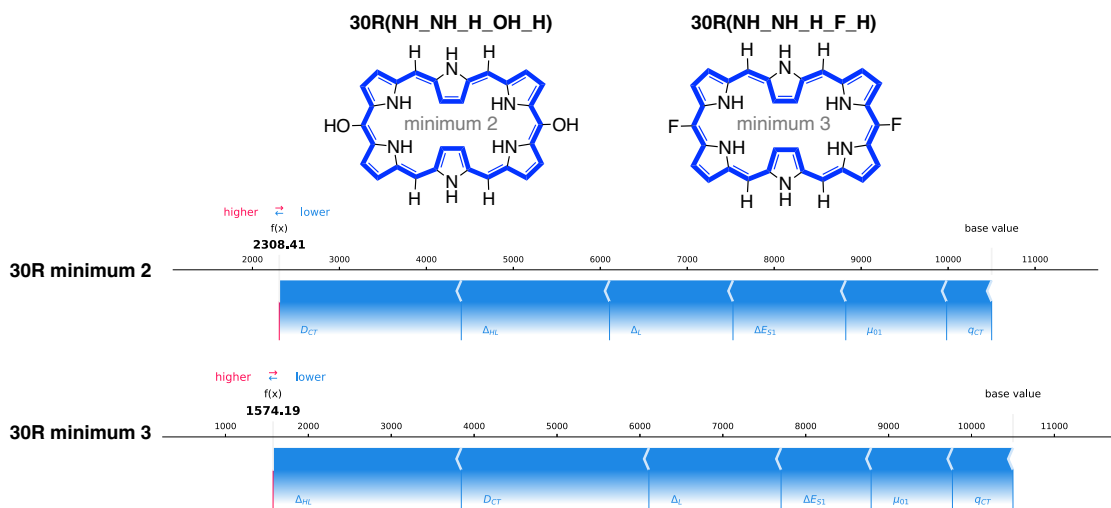 30R(NH_NH_H_OH_H)
30R(NH_NH_H_F_H)
H H H
N
NH HN
HO minimum 2 OH
NH HN
N
H H H
H H H
N
NH HN
F minimum 3 F
NH HN
N
H H H
higher ⇄ lower
f(x)
2308.41
base value
30R minimum 2
2000 3000 4000 5000 6000 7000 8000 9000 10000 11000
D_CT Δ_HL Δ_L ΔE_S1 μ_01 q_CT
higher ⇄ lower
f(x)
1574.19
base value
30R minimum 3
1000 2000 3000 4000 5000 6000 7000 8000 9000 10000 11000
Δ_HL D_CT Δ_L ΔE_S1 μ_01 q_CT